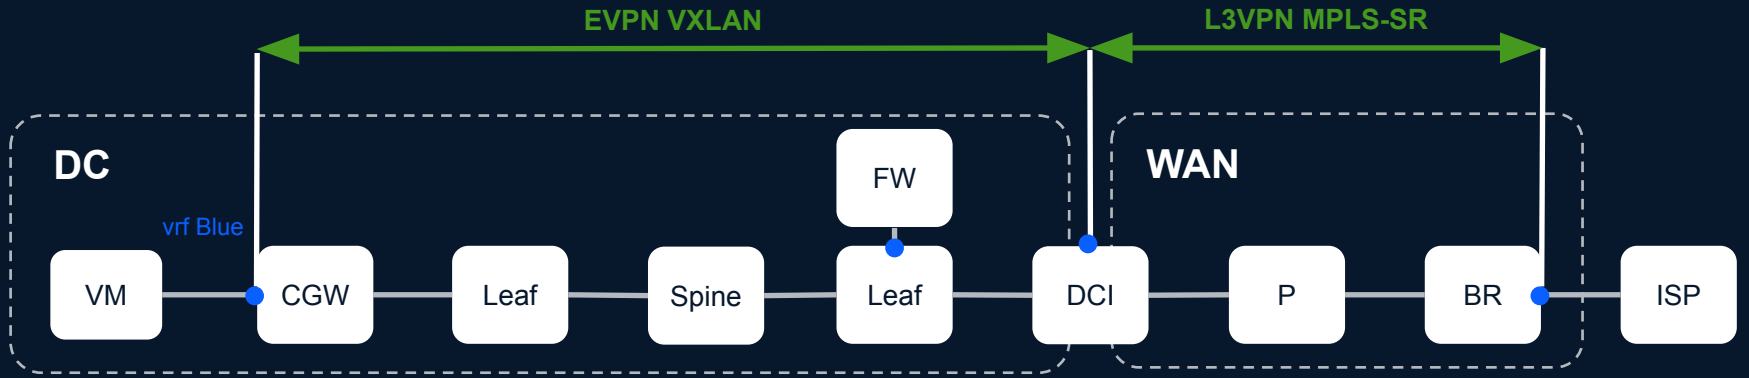 EVPN VXLAN
L3VPN MPLS-SR
DC
WAN
FW
vrf Blue
VM
CGW
Leaf
Spine
Leaf
DCI
P
BR
ISP